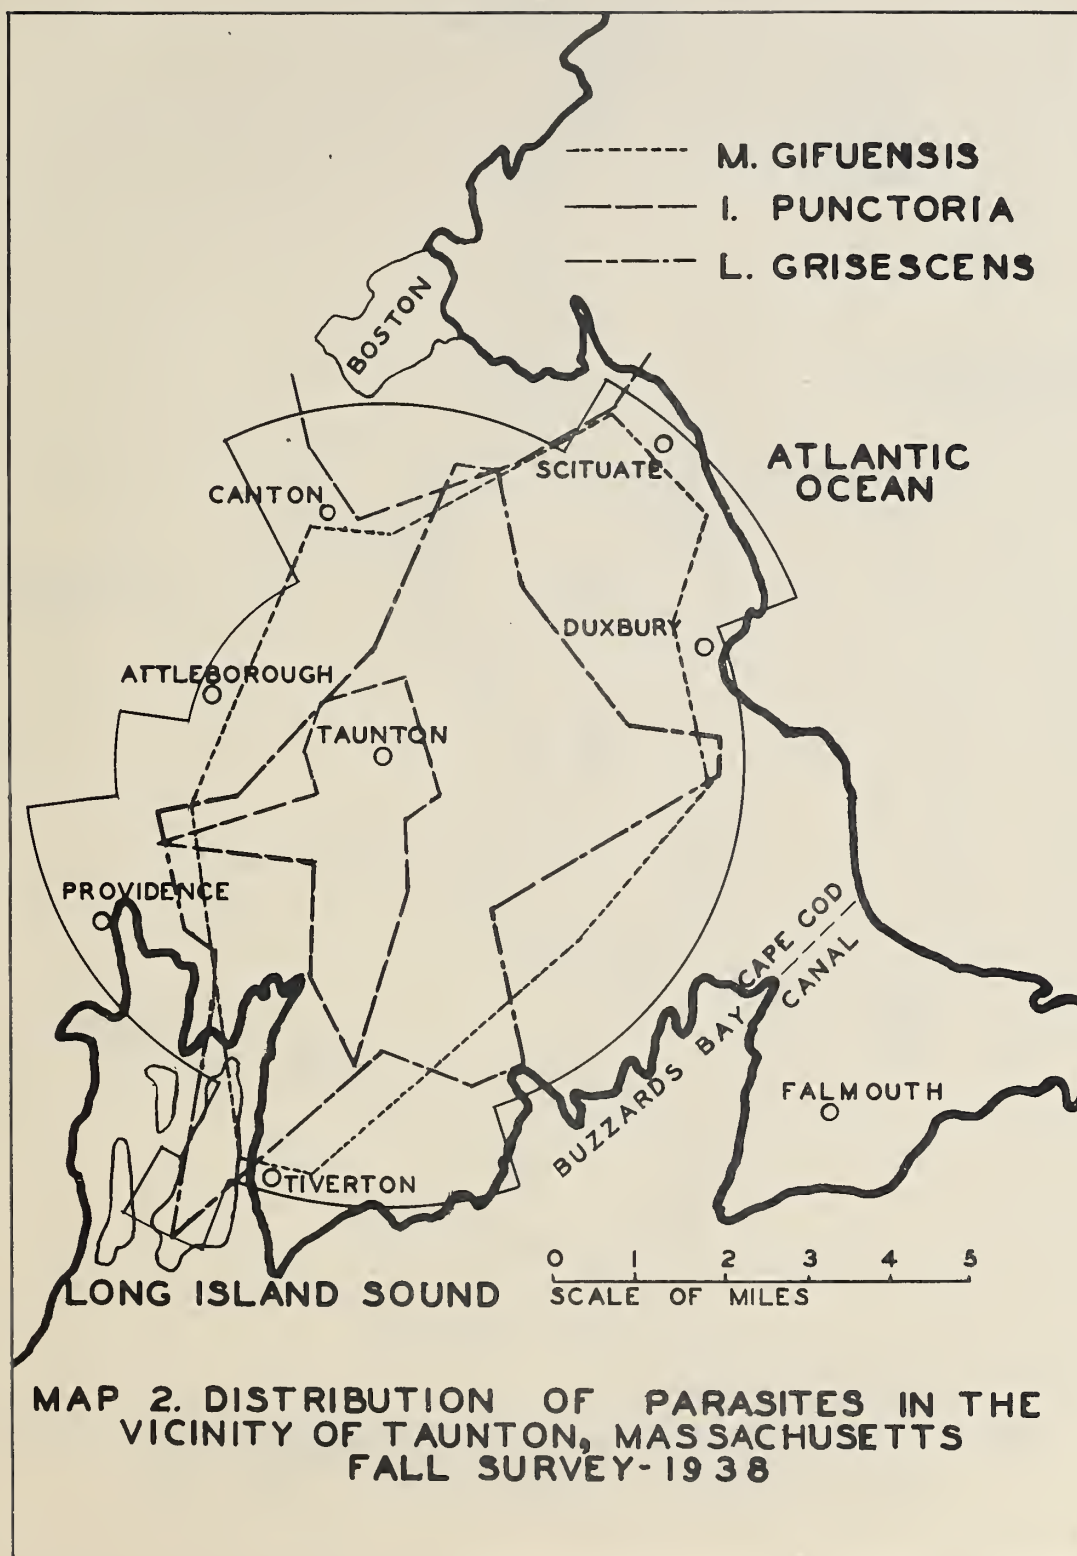 M. GIFUENSIS
I. PUNCTORIA
L. GRISESCENS
BOSTON
ATLANTIC
OCEAN
SCITUATE
CANTON
DUXBURY
ATTLEBOROUGH
TAUNTON
PROVIDENCE
CAPE COD
CANAL
BUZZARDS BAY
FALMOUTH
TIVERTON
LONG ISLAND SOUND
0 1 2 3 4 5
SCALE OF MILES
MAP 2. DISTRIBUTION OF PARASITES IN THE
VICINITY OF TAUNTON, MASSACHUSETTS
FALL SURVEY-1938